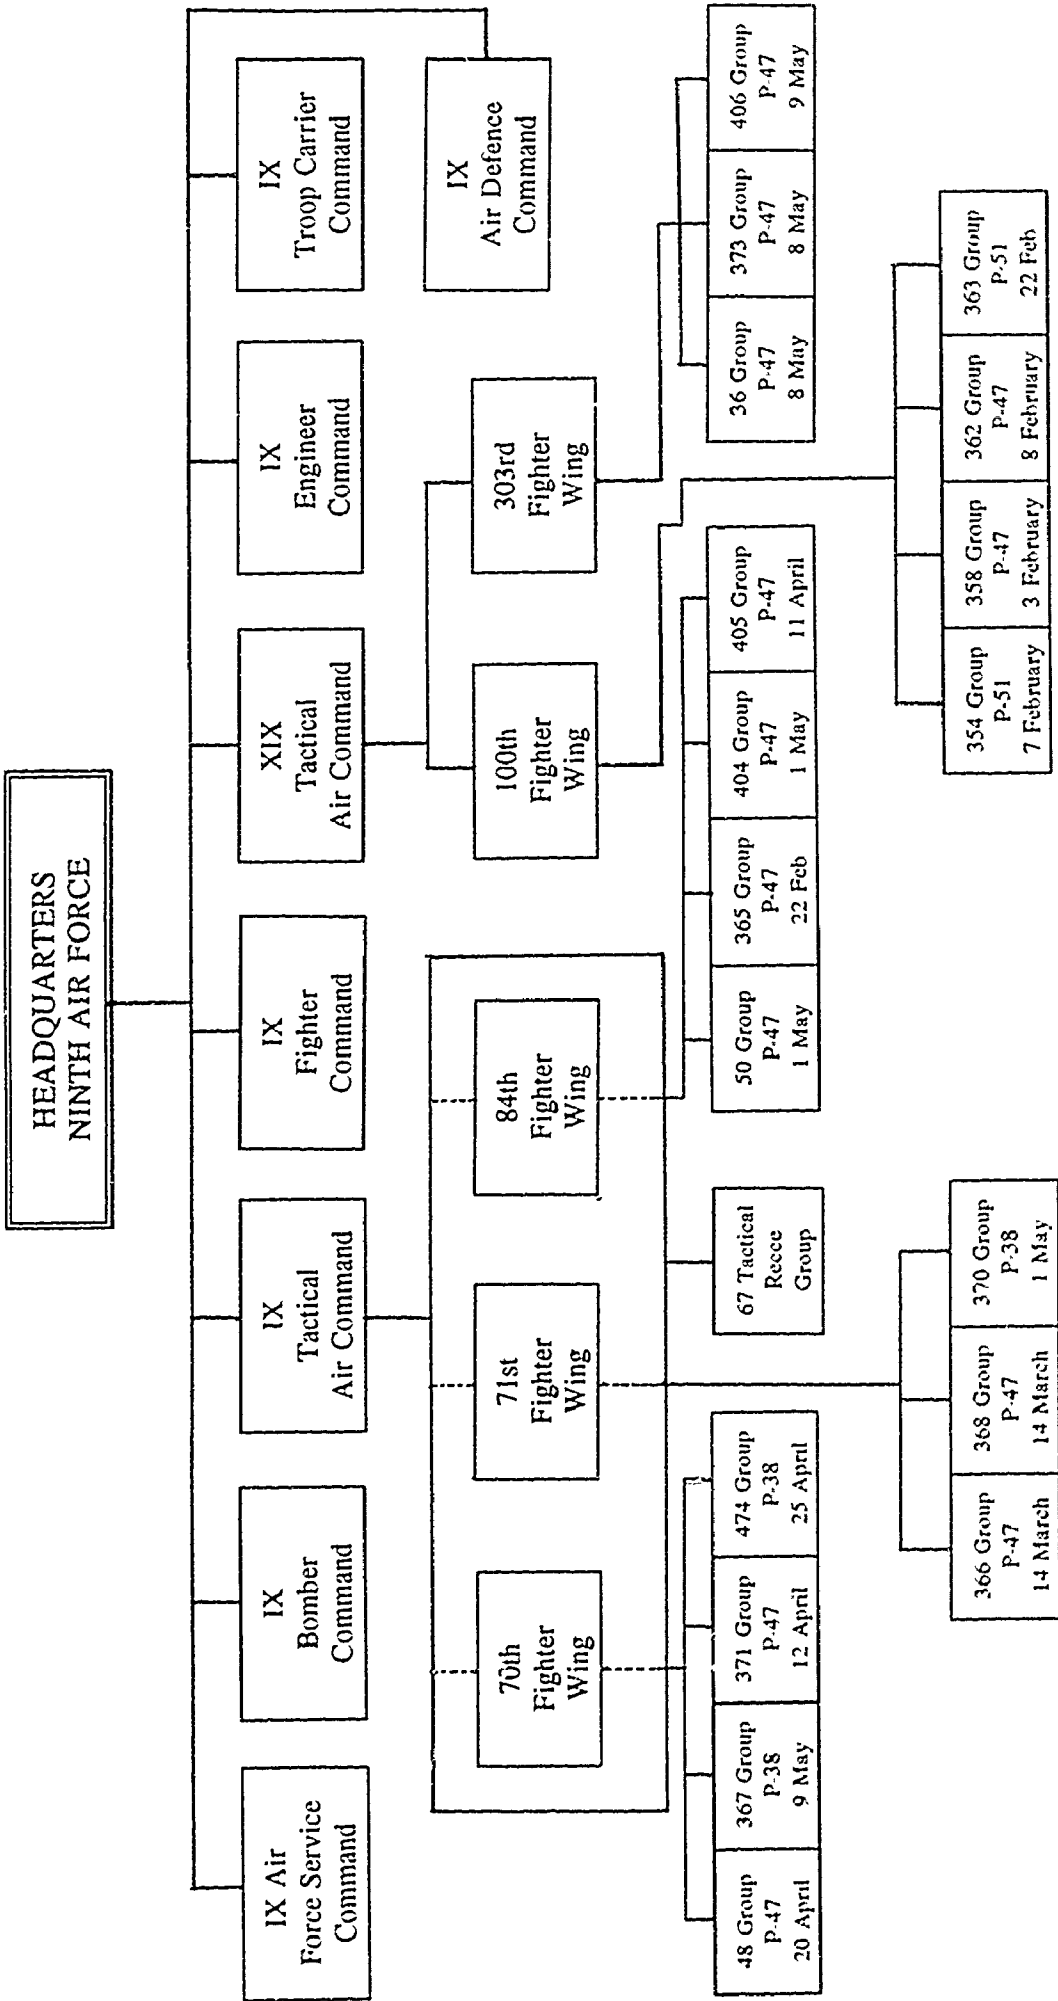 HEADQUARTERS
NINTH AIR FORCE
IX Air
Force Service
Command
IX
Bomber
Command
IX
Tactical
Air Command
IX
Fighter
Command
XIX
Tactical
Air Command
IX
Engineer
Command
IX
Troop Carrier
Command
IX
Air Defence
Command
70th
Fighter
Wing
71st
Fighter
Wing
84th
Fighter
Wing
100th
Fighter
Wing
303rd
Fighter
Wing
48 Group
P-47
20 April
367 Group
P-38
9 May
371 Group
P-47
12 April
474 Group
P-38
25 April
67 Tactical
Recce
Group
50 Group
P-47
1 May
365 Group
P-47
22 Feb
404 Group
P-47
1 May
405 Group
P-47
11 April
36 Group
P-47
8 May
373 Group
P-47
8 May
406 Group
P-47
9 May
366 Group
P-47
14 March
368 Group
P-47
14 March
370 Group
P-38
1 May
354 Group
P-51
7 February
358 Group
P-47
3 February
362 Group
P-47
8 February
363 Group
P-51
22 Feb